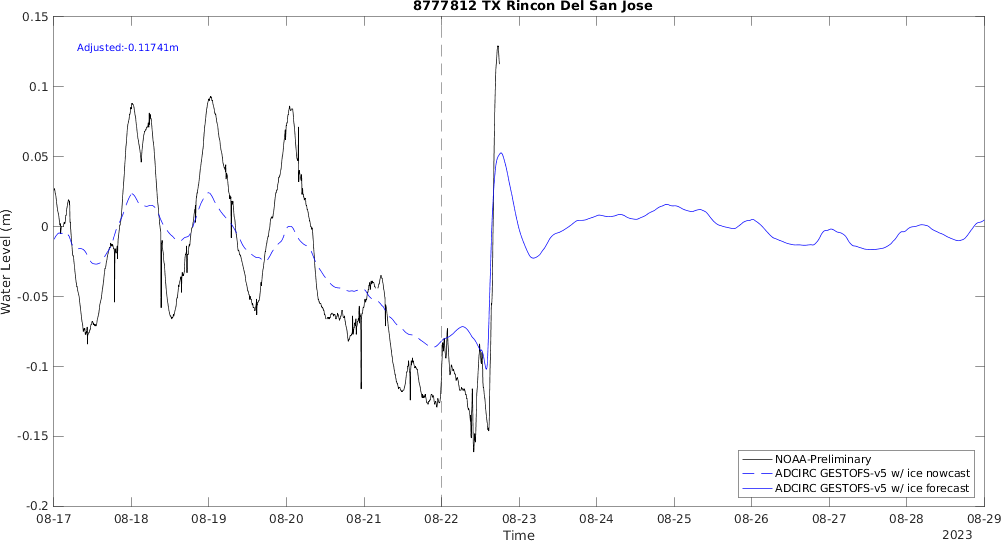 8777812 TX Rincon Del San Jose
Adjusted:-0.11741m
0.15
0.1
0.05
0
-0.05
-0.1
-0.15
-0.2
Water Level (m)
NOAA-Preliminary
ADCIRC GESTOFS-v5 w/ ice nowcast
ADCIRC GESTOFS-v5 w/ ice forecast
08-17 08-18 08-19 08-20 08-21 08-22 08-23 08-24 08-25 08-26 08-27 08-28 08-29
Time
2023